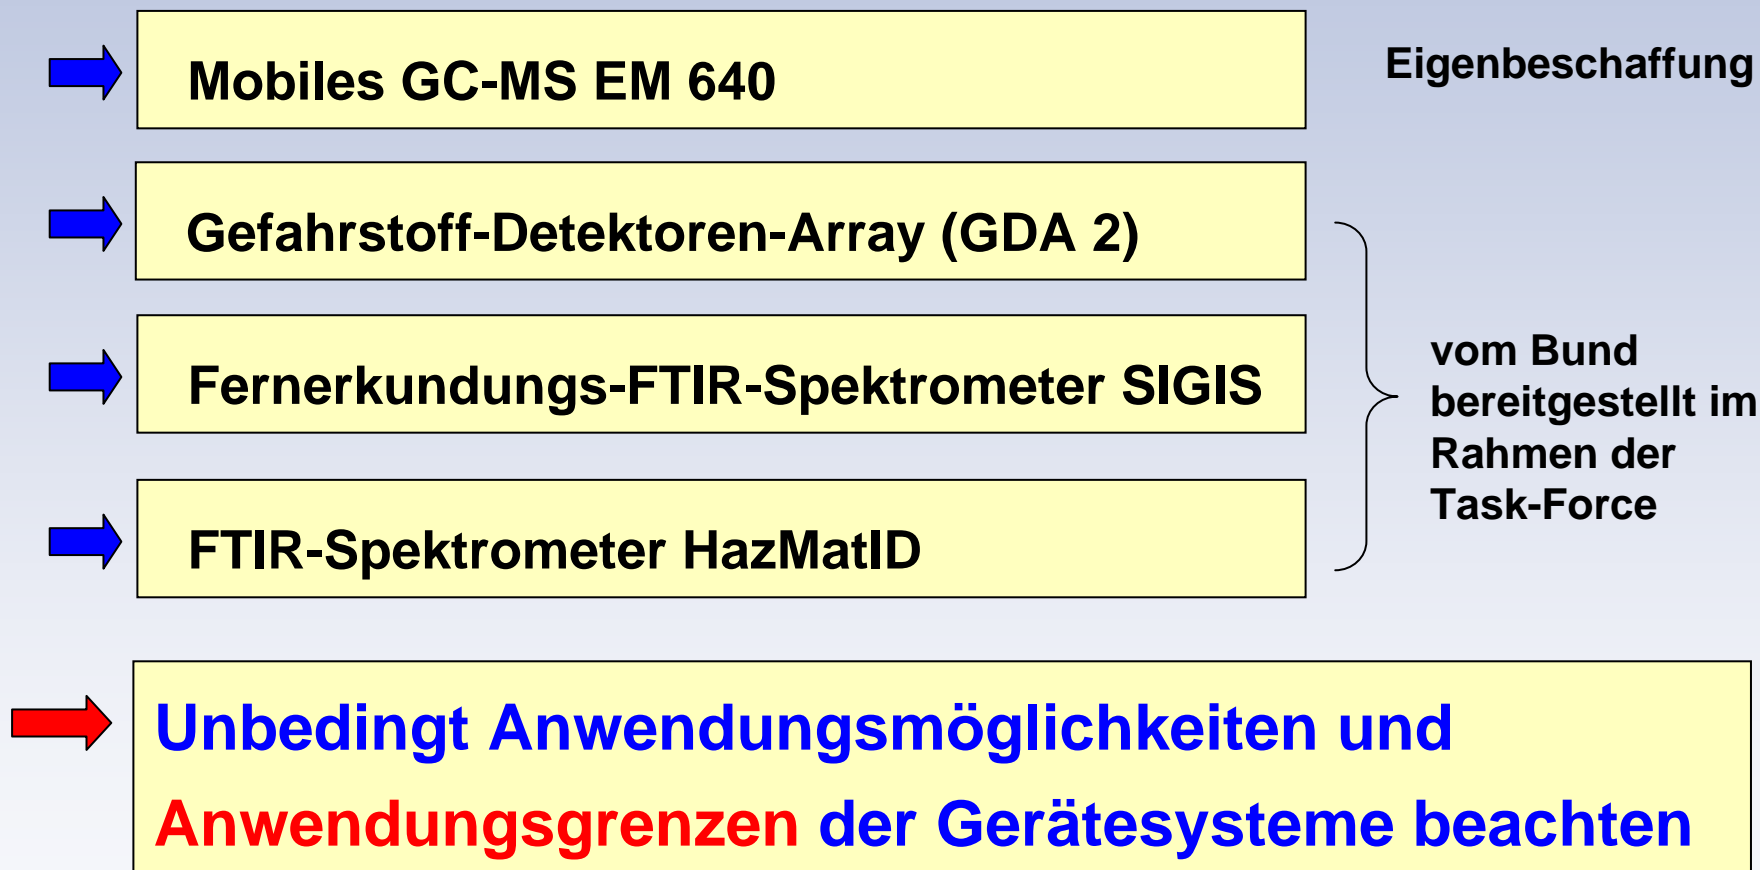 Mobiles GC-MS EM 640
Eigenbeschaffung
Gefahrstoff-Detektoren-Array (GDA 2)
Fernerkundungs-FTIR-Spektrometer SIGIS
FTIR-Spektrometer HazMatID
vom Bund
bereitgestellt im
Rahmen der
Task-Force
Unbedingt Anwendungsmöglichkeiten und
Anwendungsgrenzen der Gerätesysteme beachten